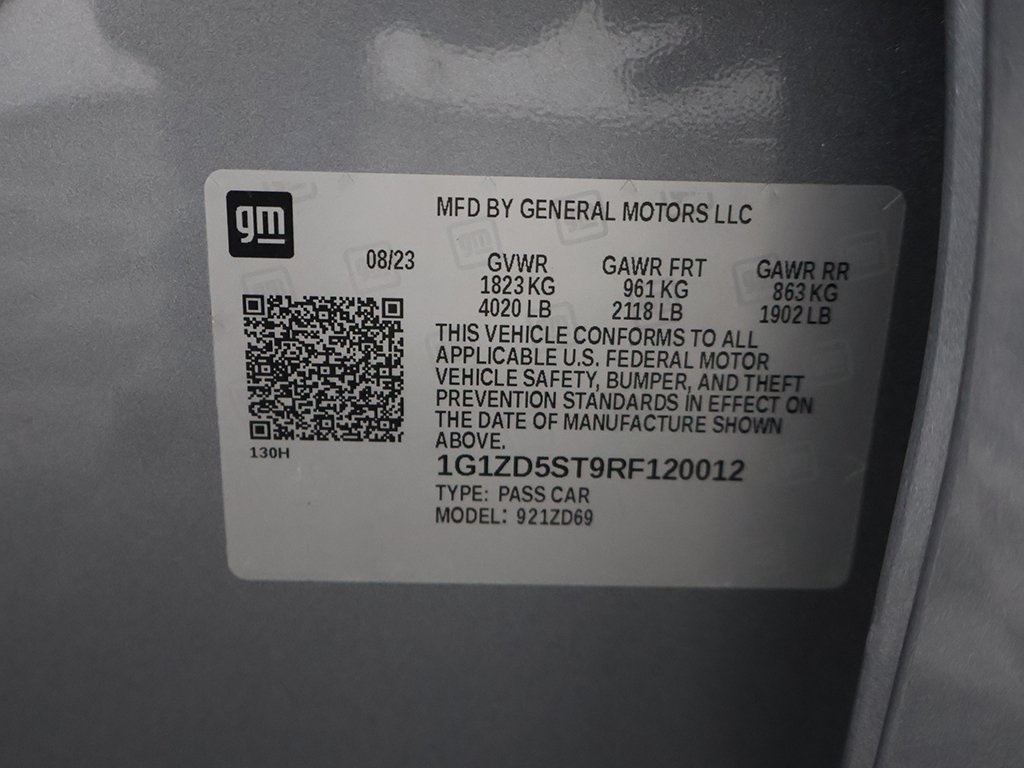 gm
MFD BY GENERAL MOTORS LLC
08/23
GVWR GAWR FRT GAWR RR
1823 KG 961 KG 863 KG
4020 LB 2118 LB 1902 LB
THIS VEHICLE CONFORMS TO ALL
APPLICABLE U.S. FEDERAL MOTOR
VEHICLE SAFETY, BUMPER, AND THEFT
PREVENTION STANDARDS IN EFFECT ON
THE DATE OF MANUFACTURE SHOWN
ABOVE.
130H
1G1ZD5ST9RF120012
TYPE: PASS CAR
MODEL: 921ZD69